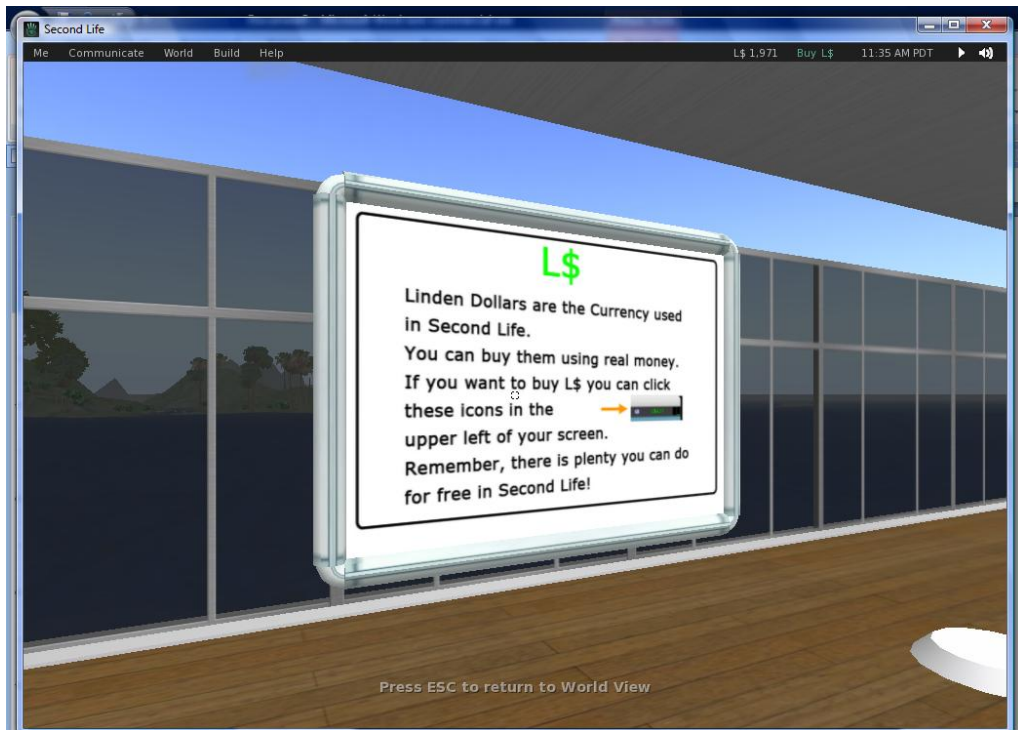 Second Life
Me Communicate World Build Help L$ 1,971 Buy L$ 11:35 AM PDT
L$
Linden Dollars are the Currency used
in Second Life.
You can buy them using real money.
If you want to buy L$ you can click
these icons in the
upper left of your screen.
Remember, there is plenty you can do
for free in Second Life!
Press ESC to return to World View